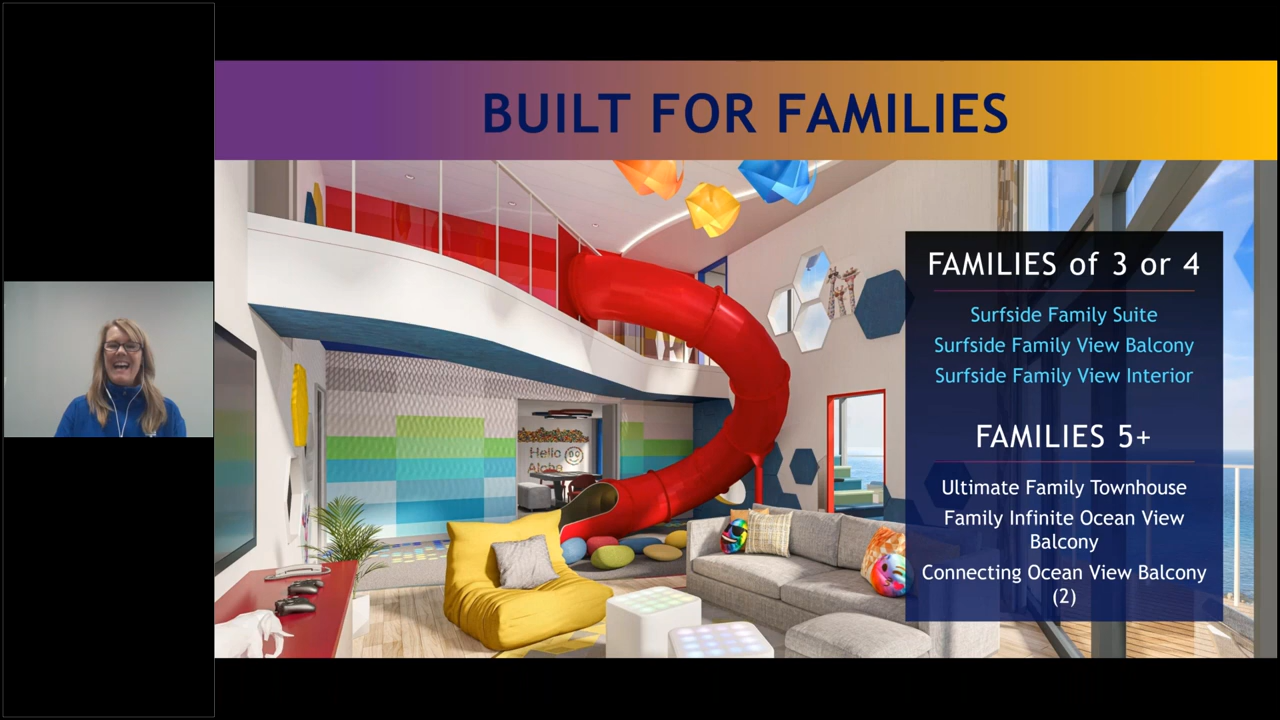 BUILT FOR FAMILIES
FAMILIES of 3 or 4
Surfside Family Suite
Surfside Family View Balcony
Surfside Family View Interior
FAMILIES 5+
Ultimate Family Townhouse
Family Infinite Ocean View
Balcony
Connecting Ocean View Balcony
(2)
Hello
Aloha